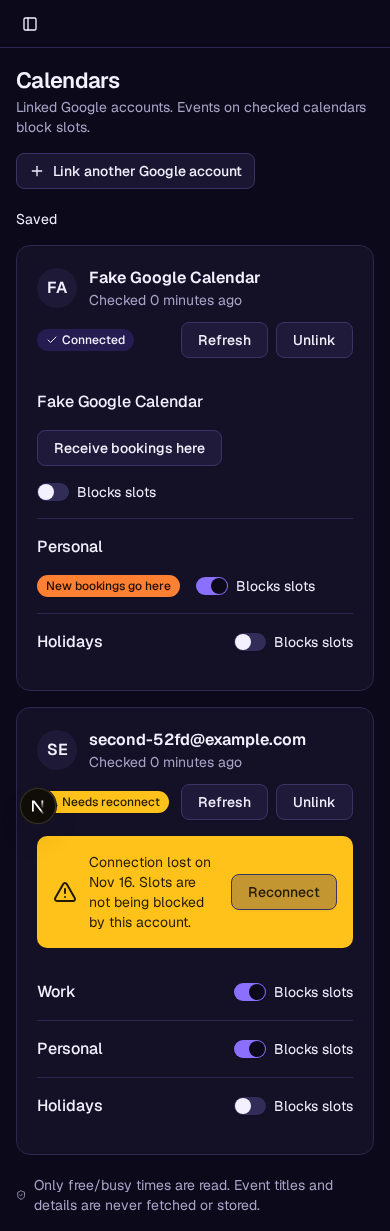 Calendars
Linked Google accounts. Events on checked calendars
block slots.
Link another Google account
Saved
FA
Fake Google Calendar
Checked 0 minutes ago
Connected
Refresh
Unlink
Fake Google Calendar
Receive bookings here
Blocks slots
Personal
New bookings go here
Blocks slots
Holidays
Blocks slots
SE
second-52fd@example.com
Checked 0 minutes ago
N
Needs reconnect
Refresh
Unlink
Connection lost on
Nov 16. Slots are
not being blocked
by this account.
Reconnect
Work
Blocks slots
Personal
Blocks slots
Holidays
Blocks slots
Only free/busy times are read. Event titles and
details are never fetched or stored.